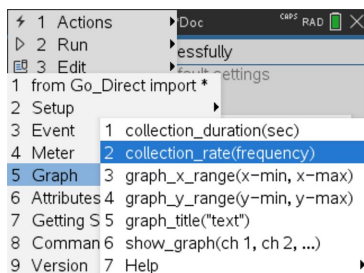 1 Actions
Doc
CAPS RAD
2 Run
3 Edit
essfully
fault settings
1 from Go_Direct import *
2 Setup
3 Event
4 Meter
5 Graph
6 Attributes
7 Getting S
8 Comman
9 Version
1 collection_duration(sec)
2 collection_rate(frequency)
3 graph_x_range(x-min, x-max)
4 graph_y_range(y-min, y-max)
5 graph_title("text")
6 show_graph(ch 1, ch 2, ...)
7 Help